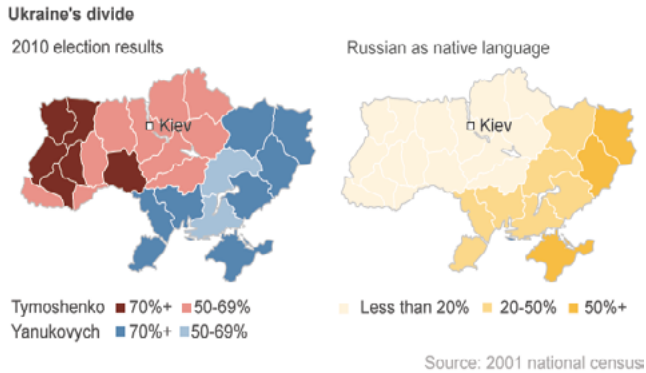 Ukraine's divide
2010 election results
Russian as native language
Kiev
Kiev
Tymoshenko 70%+ 50-69%
Yanukovych 70%+ 50-69%
Less than 20% 20-50% 50%+
Source: 2001 national census